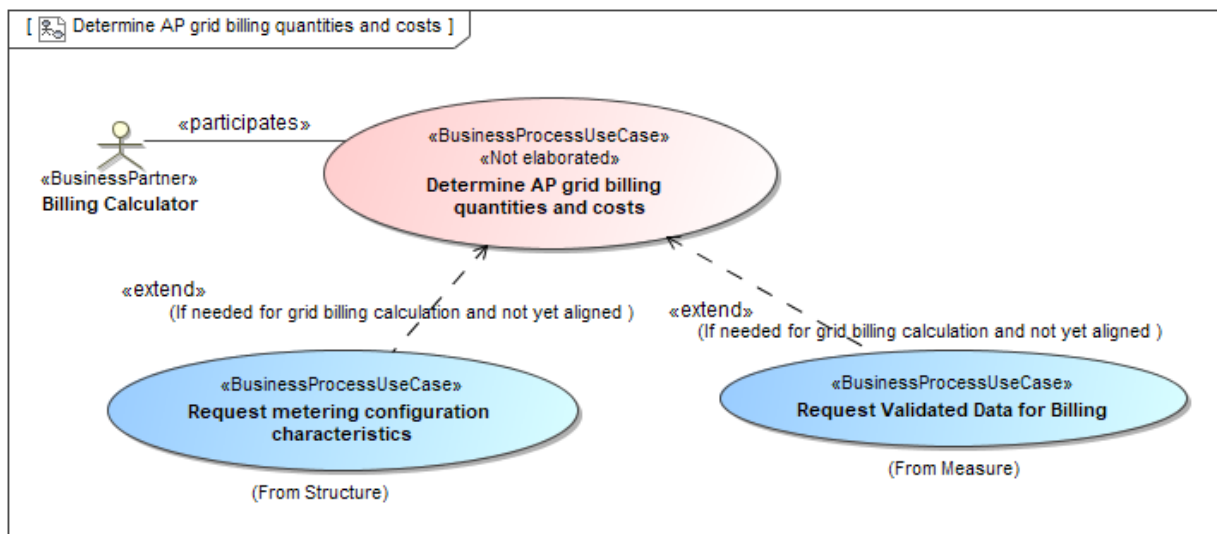 [ Determine AP grid billing quantities and costs ]
«participates»
«BusinessPartner»
Billing Calculator
«BusinessProcessUseCase»
«Not elaborated»
Determine AP grid billing
quantities and costs
«extend»
(If needed for grid billing calculation and not yet aligned )
«extend»
(If needed for grid billing calculation and not yet aligned )
«BusinessProcessUseCase»
Request metering configuration
characteristics
(From Structure)
«BusinessProcessUseCase»
Request Validated Data for Billing
(From Measure)